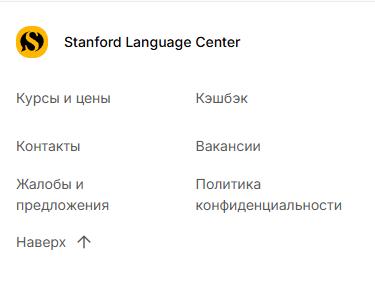 Stanford Language Center
Курсы и цены
Кэшбэк
Контакты
Вакансии
Жалобы и
предложения
Политика
конфиденциальности
Наверх